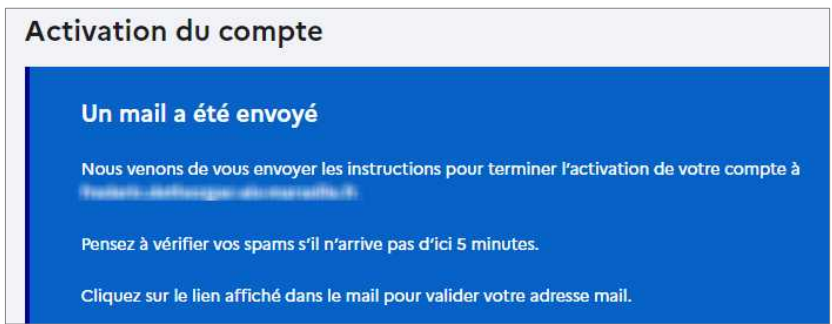 Activation du compte
Un mail a été envoyé
Nous venons de vous envoyer les instructions pour terminer l'activation de votre compte à
Pensez à vérifier vos spams s'il n'arrive pas d'ici 5 minutes.
Cliquez sur le lien affiché dans le mail pour valider votre adresse mail.